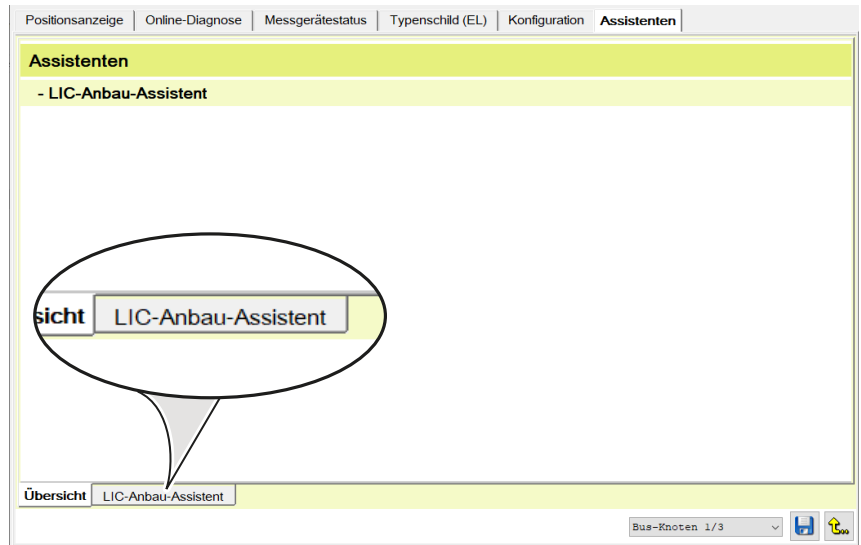 Positionsanzeige Online-Diagnose Messgerätestatus Typenschild (EL) Konfiguration Assistenten
Assistenten
- LIC-Anbau-Assistent
sicht LIC-Anbau-Assistent
Übersicht LIC-Anbau-Assistent
Bus-Knoten 1/3